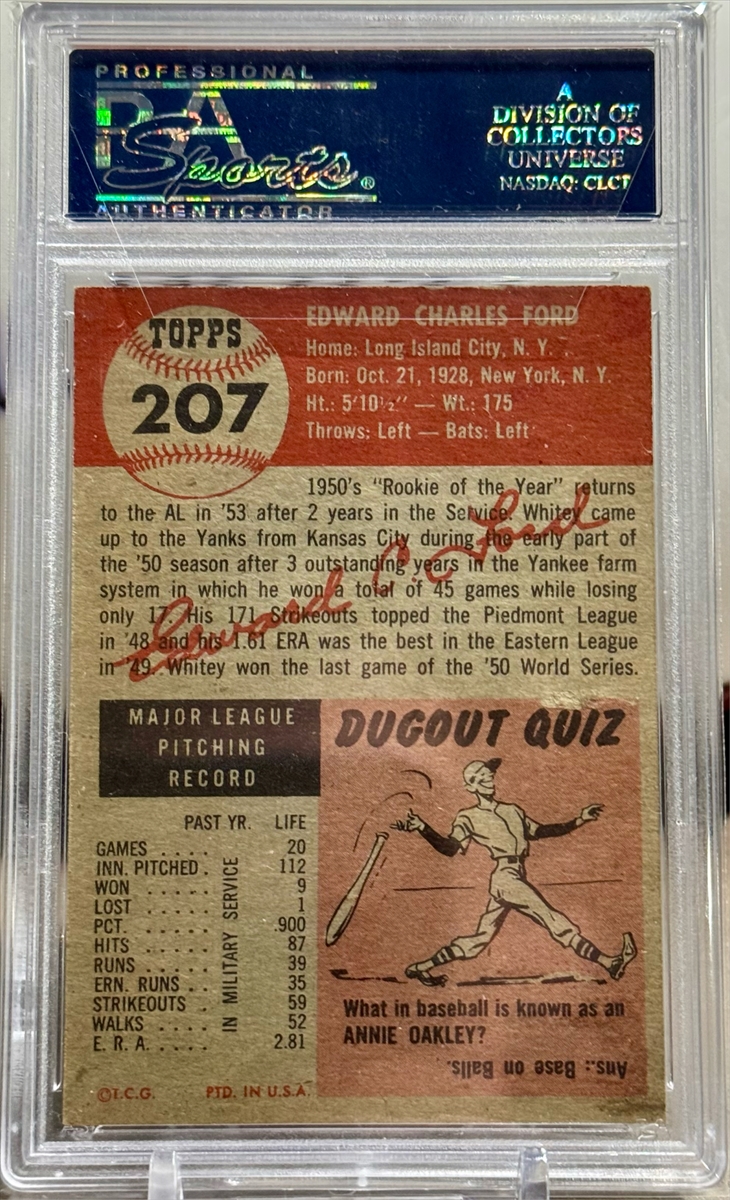 PROFESSIONAL
PSA
Sports®
AUTHENTICATOR
A
DIVISION OF
COLLECTORS
UNIVERSE
NASDAQ: CLCT
TOPPS
207
EDWARD CHARLES FORD
Home: Long Island City, N. Y.
Born: Oct. 21, 1928, New York, N. Y.
Ht.: 5'10½" — Wt.: 175
Throws: Left — Bats: Left
1950's "Rookie of the Year" returns
to the AL in '53 after 2 years in the Service. Whitey came
up to the Yanks from Kansas City during the early part of
the '50 season after 3 outstanding years in the Yankee farm
system in which he won a total of 45 games while losing
only 17. His 171 Strikeouts topped the Piedmont League
in '48 and his 1.61 ERA was the best in the Eastern League
in '49. Whitey won the last game of the '50 World Series.
Edward C. Ford
MAJOR LEAGUE
PITCHING
RECORD
PAST YR. LIFE
GAMES . . . . 20
INN. PITCHED . 112
WON . . . . . 9
LOST . . . . . 1
PCT. . . . . . .900
HITS . . . . . 87
RUNS . . . . . 39
ERN. RUNS . . 35
STRIKEOUTS . 59
WALKS . . . . 52
E. R. A. . . . . 2.81
IN MILITARY SERVICE
©T.C.G. PTD. IN U.S.A.
DUGOUT QUIZ
What in baseball is known as an
ANNIE OAKLEY?
Ans.: Base on Balls.